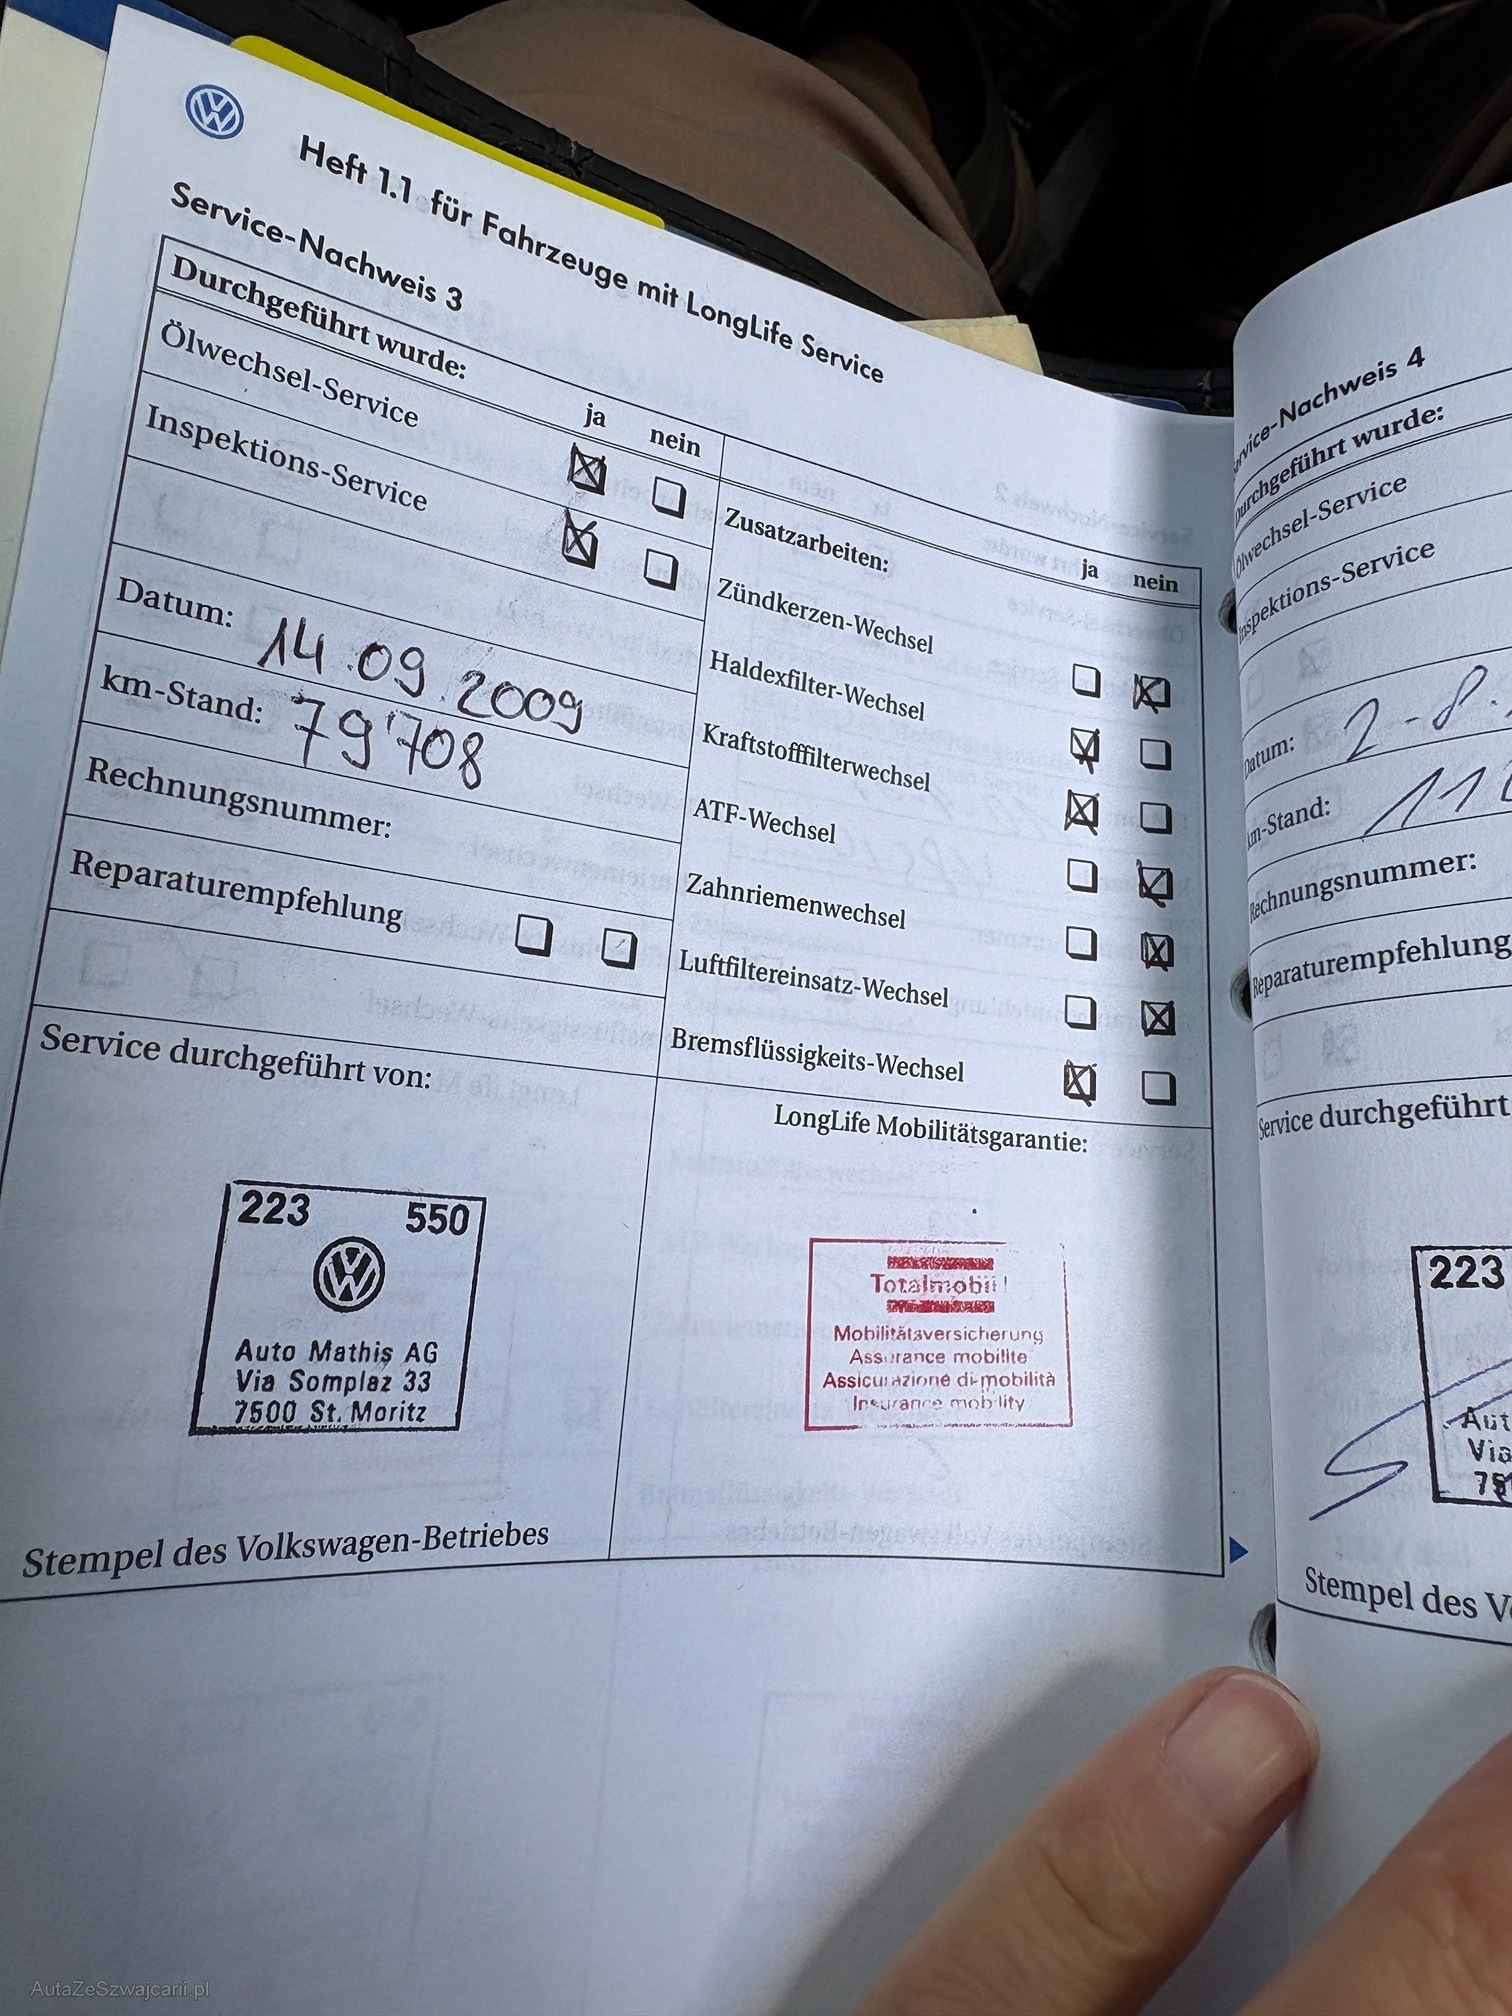 Heft 1.1 für Fahrzeuge mit LongLife Service
Service-Nachweis 3
Durchgeführt wurde:
ja nein
Ölwechsel-Service
Inspektions-Service
Datum: 14.09.2009
km-Stand: 79'708
Rechnungsnummer:
Reparaturempfehlung
Service durchgeführt von:
223 550
Auto Mathis AG
Via Somplaz 33
7500 St. Moritz
Stempel des Volkswagen-Betriebes
Zusatzarbeiten:
ja nein
Zündkerzen-Wechsel
Haldexfilter-Wechsel
Kraftstofffilterwechsel
ATF-Wechsel
Zahnriemenwechsel
Luftfiltereinsatz-Wechsel
Bremsflüssigkeits-Wechsel
LongLife Mobilitätsgarantie:
Totalmobil!
Mobilitätsversicherung
Assurance mobilite
Assicurazione di mobilità
Insurance mobility
Service-Nachweis 4
Durchgeführt wurde:
Ölwechsel-Service
Inspektions-Service
Datum: 2-8.
km-Stand: 11
Rechnungsnummer:
Reparaturempfehlung
Service durchgeführt
223
Via
Stempel des
AutaZeSzwajcarii.pl